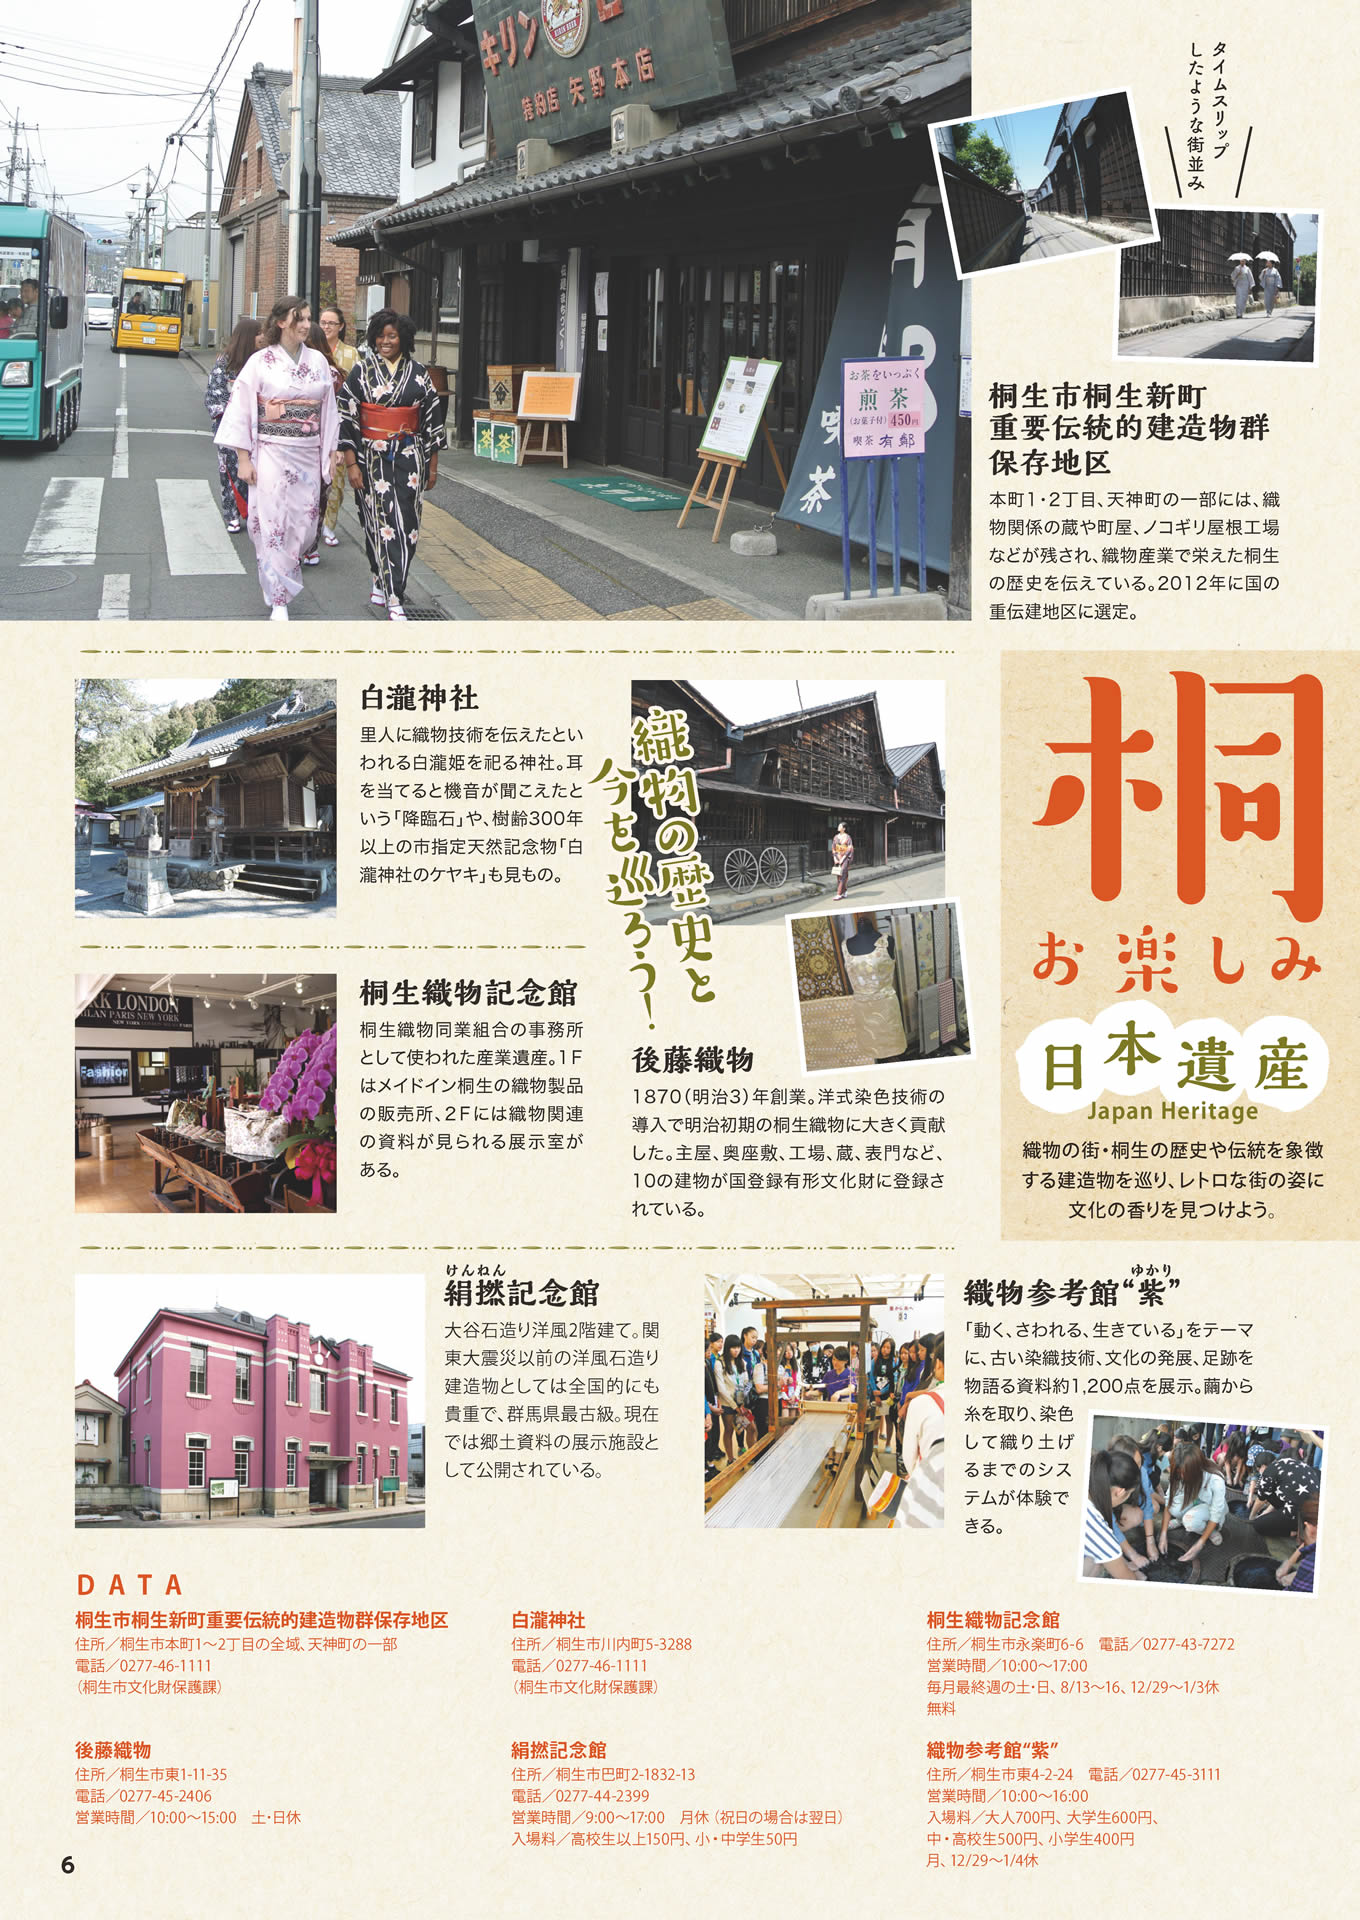 キリン
特約店 矢野本店
お茶をいっぷく
煎茶
(お菓子付) 450円
喫茶 有鄰
有鄰
喫茶
茶
茶
タイムスリップ
したような街並み
桐生市桐生新町
重要伝統的建造物群
保存地区
本町1・2丁目、天神町の一部には、織
物関係の蔵や町屋、ノコギリ屋根工場
などが残され、織物産業で栄えた桐生
の歴史を伝えている。2012年に国の
重伝建地区に選定。
桐
お楽しみ
日本遺産
Japan Heritage
織物の街・桐生の歴史や伝統を象徴
する建造物を巡り、レトロな街の姿に
文化の香りを見つけよう。
織物の歴史と
今を巡ろう!
白瀧神社
里人に織物技術を伝えたとい
われる白瀧姫を祀る神社。耳
を当てると機音が聞こえたと
いう「降臨石」や、樹齢300年
以上の市指定天然記念物「白
瀧神社のケヤキ」も見もの。
RK LONDON
MILAN PARIS NEW YORK
Fashion
桐生織物記念館
桐生織物同業組合の事務所
として使われた産業遺産。1F
はメイドイン桐生の織物製品
の販売所、2Fには織物関連
の資料が見られる展示室が
ある。
後藤織物
1870(明治3)年創業。洋式染色技術の
導入で明治初期の桐生織物に大きく貢献
した。主屋、奥座敷、工場、蔵、表門など、
10の建物が国登録有形文化財に登録さ
れている。
けんねん
絹撚記念館
大谷石造り洋風2階建て。関
東大震災以前の洋風石造り
建造物としては全国的にも
貴重で、群馬県最古級。現在
では郷土資料の展示施設と
して公開されている。
ゆかり
織物参考館“紫”
「動く、さわれる、生きている」をテーマ
に、古い染織技術、文化の発展、足跡を
物語る資料約1,200点を展示。繭から
糸を取り、染色
して織り上げ
るまでのシス
テムが体験で
きる。
DATA
桐生市桐生新町重要伝統的建造物群保存地区
住所/桐生市本町1〜2丁目の全域、天神町の一部
電話/0277-46-1111
(桐生市文化財保護課)
白瀧神社
住所/桐生市川内町5-3288
電話/0277-46-1111
(桐生市文化財保護課)
桐生織物記念館
住所/桐生市永楽町6-6 電話/0277-43-7272
営業時間/10:00〜17:00
毎月最終週の土・日、8/13〜16、12/29〜1/3休
無料
後藤織物
住所/桐生市東1-11-35
電話/0277-45-2406
営業時間/10:00〜15:00 土・日休
絹撚記念館
住所/桐生市巴町2-1832-13
電話/0277-44-2399
営業時間/9:00〜17:00 月休(祝日の場合は翌日)
入場料/高校生以上150円、小・中学生50円
織物参考館“紫”
住所/桐生市東4-2-24 電話/0277-45-3111
営業時間/10:00〜16:00
入場料/大人700円、大学生600円、
中・高校生500円、小学生400円
月、12/29〜1/4休
6